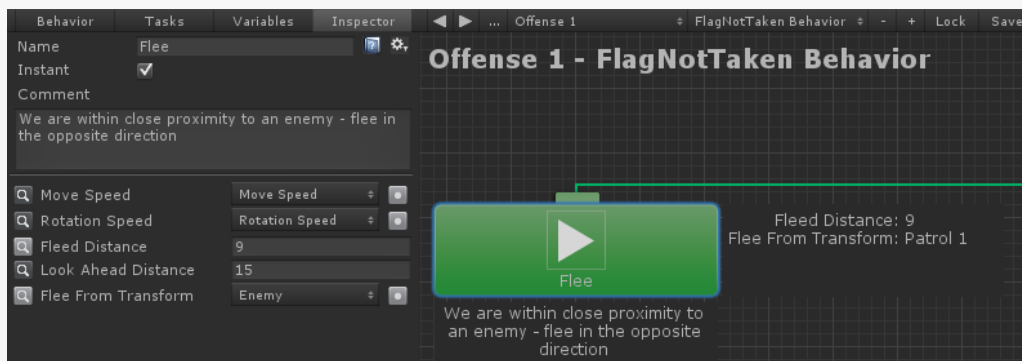 Behavior Tasks Variables Inspector
... Offense 1 FlagNotTaken Behavior - + Lock Save
Name Flee
Instant
Comment
We are within close proximity to an enemy - flee in
the opposite direction
Move Speed Move Speed
Rotation Speed Rotation Speed
Fleed Distance 9
Look Ahead Distance 15
Flee From Transform Enemy
Offense 1 - FlagNotTaken Behavior
Flee
Fleed Distance: 9
Flee From Transform: Patrol 1
We are within close proximity to
an enemy - flee in the opposite
direction